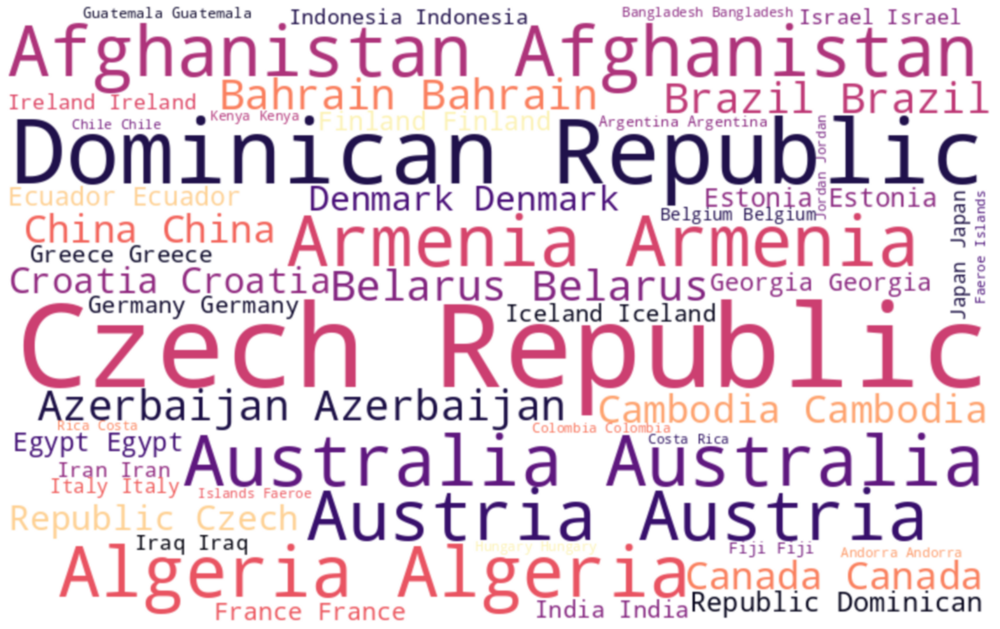 Guatemala Guatemala
Indonesia Indonesia
Bangladesh Bangladesh
Israel Israel
Afghanistan Afghanistan
Ireland Ireland
Bahrain Bahrain
Brazil Brazil
Chile Chile
Kenya Kenya
Finland Finland
Argentina Argentina
Jordan Jordan
Dominican Republic
Ecuador Ecuador
Denmark Denmark
Estonia Estonia
Belgium Belgium
Japan Japan
Faeroe Islands
China China
Armenia Armenia
Greece Greece
Croatia Croatia
Belarus Belarus
Georgia Georgia
Germany Germany
Iceland Iceland
Czech Republic
Azerbaijan Azerbaijan
Cambodia Cambodia
Rica Costa
Colombia Colombia
Egypt Egypt
Costa Rica
Australia Australia
Iran Iran
Italy Italy
Islands Faeroe
Republic Czech
Austria Austria
Iraq Iraq
Hungary Hungary
Fiji Fiji
Andorra Andorra
Algeria Algeria
Canada Canada
France France
India India
Republic Dominican